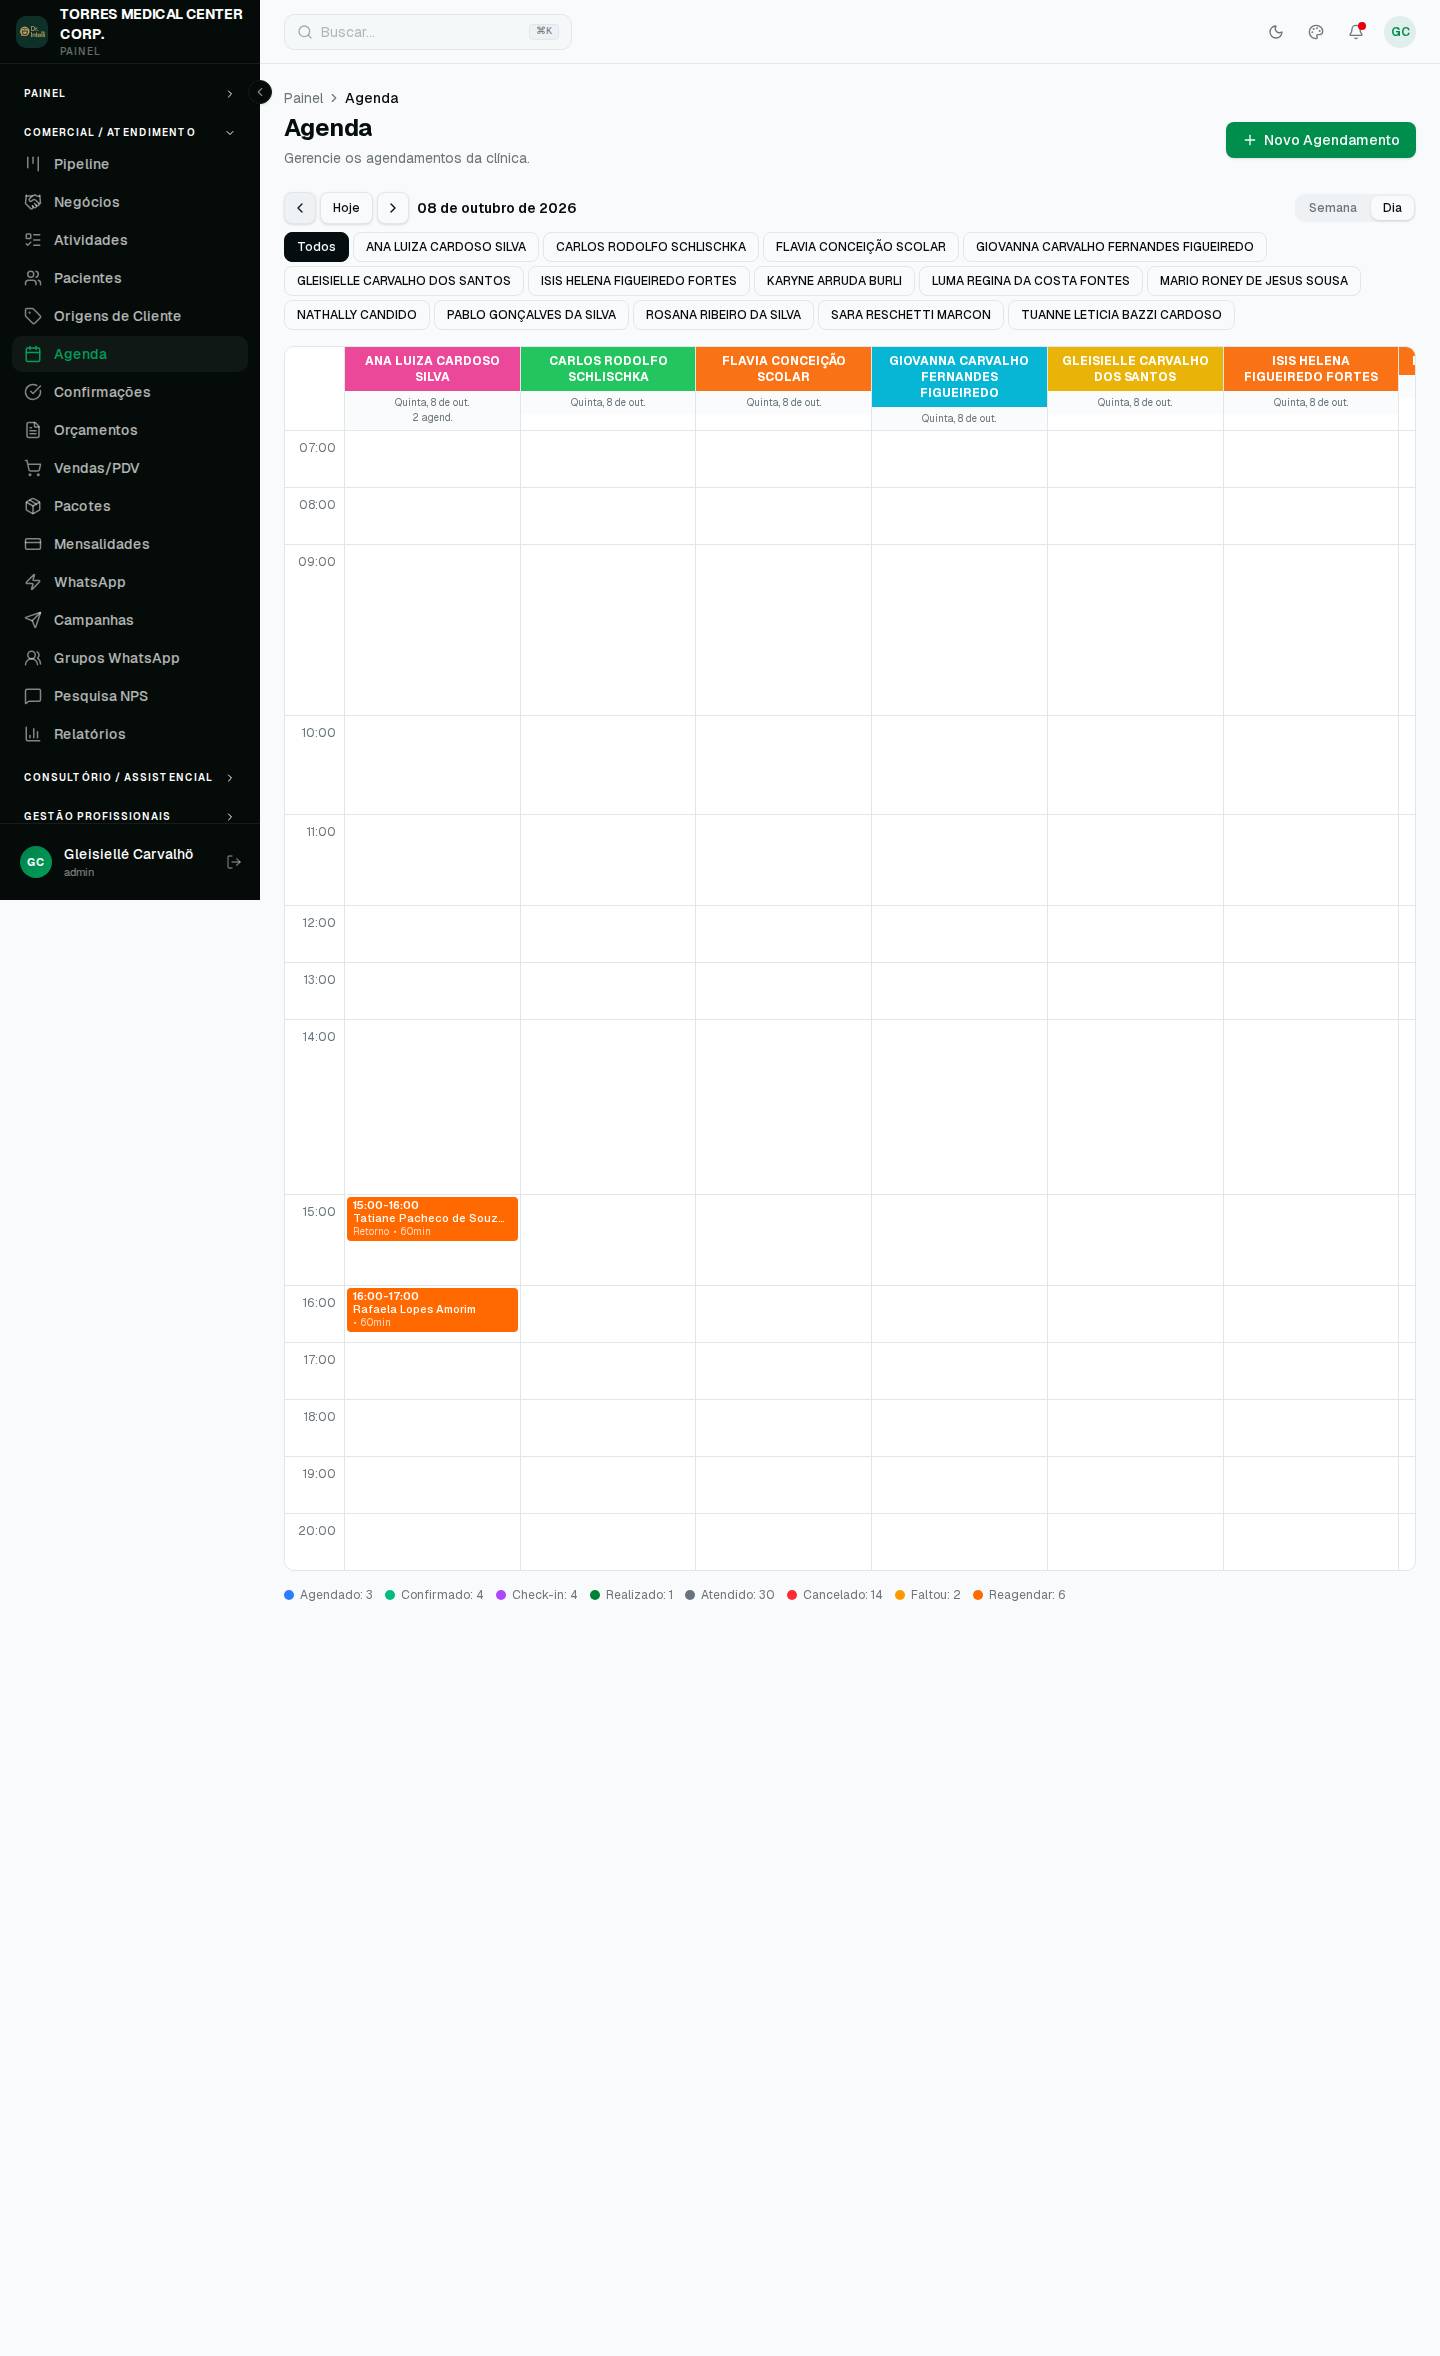 TORRES MEDICAL CENTER
CORP.
PAINEL
PAINEL
COMERCIAL / ATENDIMENTO
Pipeline
Negócios
Atividades
Pacientes
Origens de Cliente
Agenda
Confirmações
Orçamentos
Vendas/PDV
Pacotes
Mensalidades
WhatsApp
Campanhas
Grupos WhatsApp
Pesquisa NPS
Relatórios
CONSULTÓRIO / ASSISTENCIAL
GESTÃO PROFISSIONAIS
GC
Gleisiellé Carvalhö
admin
Buscar...
⌘K
GC
Painel > Agenda
Agenda
Gerencie os agendamentos da clínica.
+ Novo Agendamento
Hoje
08 de outubro de 2026
Semana
Dia
Todos
ANA LUIZA CARDOSO SILVA
CARLOS RODOLFO SCHLISCHKA
FLAVIA CONCEIÇÃO SCOLAR
GIOVANNA CARVALHO FERNANDES FIGUEIREDO
GLEISIELLE CARVALHO DOS SANTOS
ISIS HELENA FIGUEIREDO FORTES
KARYNE ARRUDA BURLI
LUMA REGINA DA COSTA FONTES
MARIO RONEY DE JESUS SOUSA
NATHALLY CANDIDO
PABLO GONÇALVES DA SILVA
ROSANA RIBEIRO DA SILVA
SARA RESCHETTI MARCON
TUANNE LETICIA BAZZI CARDOSO
ANA LUIZA CARDOSO
SILVA
Quinta, 8 de out.
2 agend.
CARLOS RODOLFO
SCHLISCHKA
Quinta, 8 de out.
FLAVIA CONCEIÇÃO
SCOLAR
Quinta, 8 de out.
GIOVANNA CARVALHO
FERNANDES
FIGUEIREDO
Quinta, 8 de out.
GLEISIELLE CARVALHO
DOS SANTOS
Quinta, 8 de out.
ISIS HELENA
FIGUEIREDO FORTES
Quinta, 8 de out.
07:00
08:00
09:00
10:00
11:00
12:00
13:00
14:00
15:00
15:00-16:00
Tatiane Pacheco de Souz...
Retorno • 60min
16:00
16:00-17:00
Rafaela Lopes Amorim
• 60min
17:00
18:00
19:00
20:00
Agendado: 3
Confirmado: 4
Check-in: 4
Realizado: 1
Atendido: 30
Cancelado: 14
Faltou: 2
Reagendar: 6